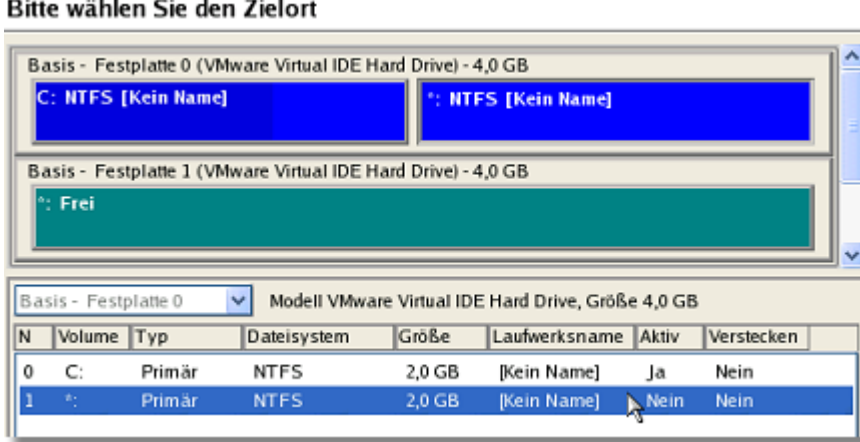 Bitte wählen Sie den Zielort
Basis - Festplatte 0 (VMware Virtual IDE Hard Drive) - 4,0 GB
C: NTFS [Kein Name] *: NTFS [Kein Name]
Basis - Festplatte 1 (VMware Virtual IDE Hard Drive) - 4,0 GB
*: Frei
Basis - Festplatte 0 Modell VMware Virtual IDE Hard Drive, Größe 4,0 GB
N Volume Typ Dateisystem Größe Laufwerksname Aktiv Verstecken
0 C: Primär NTFS 2,0 GB [Kein Name] Ja Nein
1 *: Primär NTFS 2,0 GB [Kein Name] Nein Nein